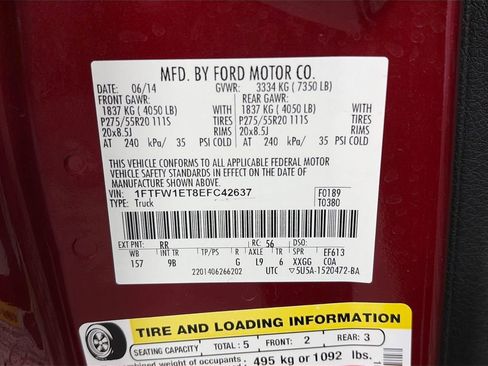 MFD. BY FORD MOTOR CO.
DATE: 06/14 GVWR: 3334 KG ( 7350 LB)
FRONT GAWR: REAR GAWR:
1837 KG ( 4050 LB) WITH 1837 KG ( 4050 LB) WITH
P275/55R20 111S TIRES P275/55R20 111S TIRES
20x8.5J RIMS 20x8.5J RIMS
AT 240 kPa/ 35 PSI COLD AT 240 kPa/ 35 PSI COLD
THIS VEHICLE CONFORMS TO ALL APPLICABLE FEDERAL MOTOR
VEHICLE SAFETY STANDARDS IN EFFECT ON THE DATE OF
MANUFACTURE SHOWN ABOVE.
VIN: 1FTFW1ET8EFC42637 F0189
TYPE: Truck T0380
EXT PNT: RR RC: 56 DSO:
WB INT TR TP/PS R AX TR SPR EF613
157 9B G L9 6 XXGG COA
2201406266202 UTC 5U5A-1520472-BA
TIRE AND LOADING INFORMATION
SEATING CAPACITY TOTAL: 5 FRONT: 2 REAR: 3
weight of occupants 495 kg or 1092 lbs.